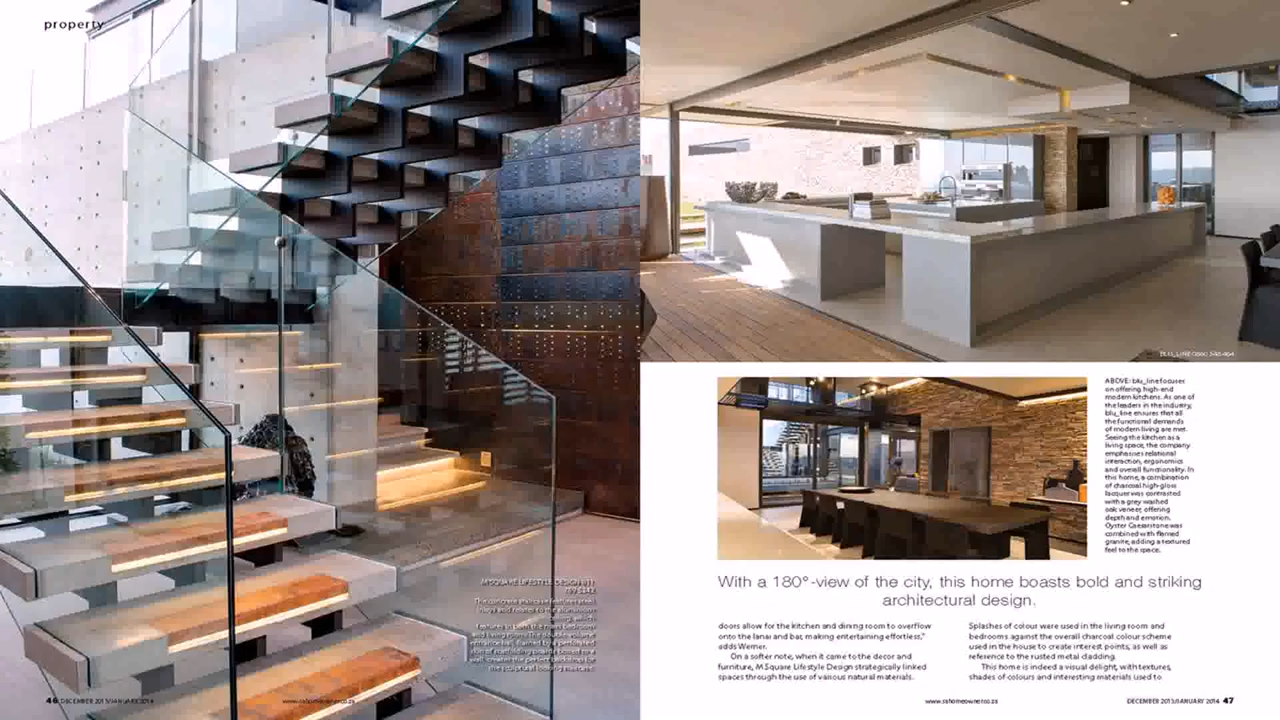 property
M SQUARE LIFESTYLE DESIGN 011
46 DECEMBER 2013/JANUARY 2014
www.sahomeowner.co.za
ABOVE: blu_line focuses
on offering high-end
modern kitchens. As one of
the leaders in the industry,
blu_line ensures that all
the functional demands
of modern living are met.
Seeing the kitchen as a
living space, the company
emphasises relational
interaction, ergonomics
and overall functionality. In
this home, a combination
of charcoal high-gloss
lacquer was contrasted
with a grey washed
oak veneer, offering
depth and emotion.
Oyster Caesarstone was
combined with flamed
granite, adding a textured
feel to the space.
With a 180°-view of the city, this home boasts bold and striking
architectural design.
doors allow for the kitchen and dining room to overflow
onto the lanai and bar, making entertaining effortless,"
adds Werner.
On a softer note, when it came to the decor and
furniture, M Square Lifestyle Design strategically linked
spaces through the use of various natural materials.
Splashes of colour were used in the living room and
bedrooms against the overall charcoal colour scheme
used in the house to create interest points, as well as
reference to the rusted metal cladding.
This home is indeed a visual delight, with textures,
shades of colours and interesting materials used to
www.sahomeowner.co.za
DECEMBER 2013/JANUARY 2014 47